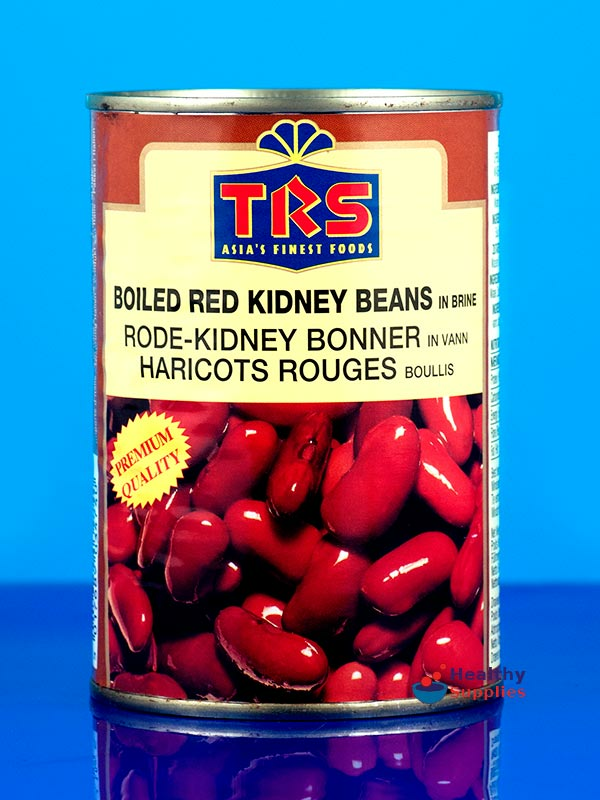 TRS
ASIA'S FINEST FOODS
BOILED RED KIDNEY BEANS IN BRINE
RODE-KIDNEY BONNER IN VANN
HARICOTS ROUGES BOULLIS
PREMIUM
QUALITY
Healthy
Supplies